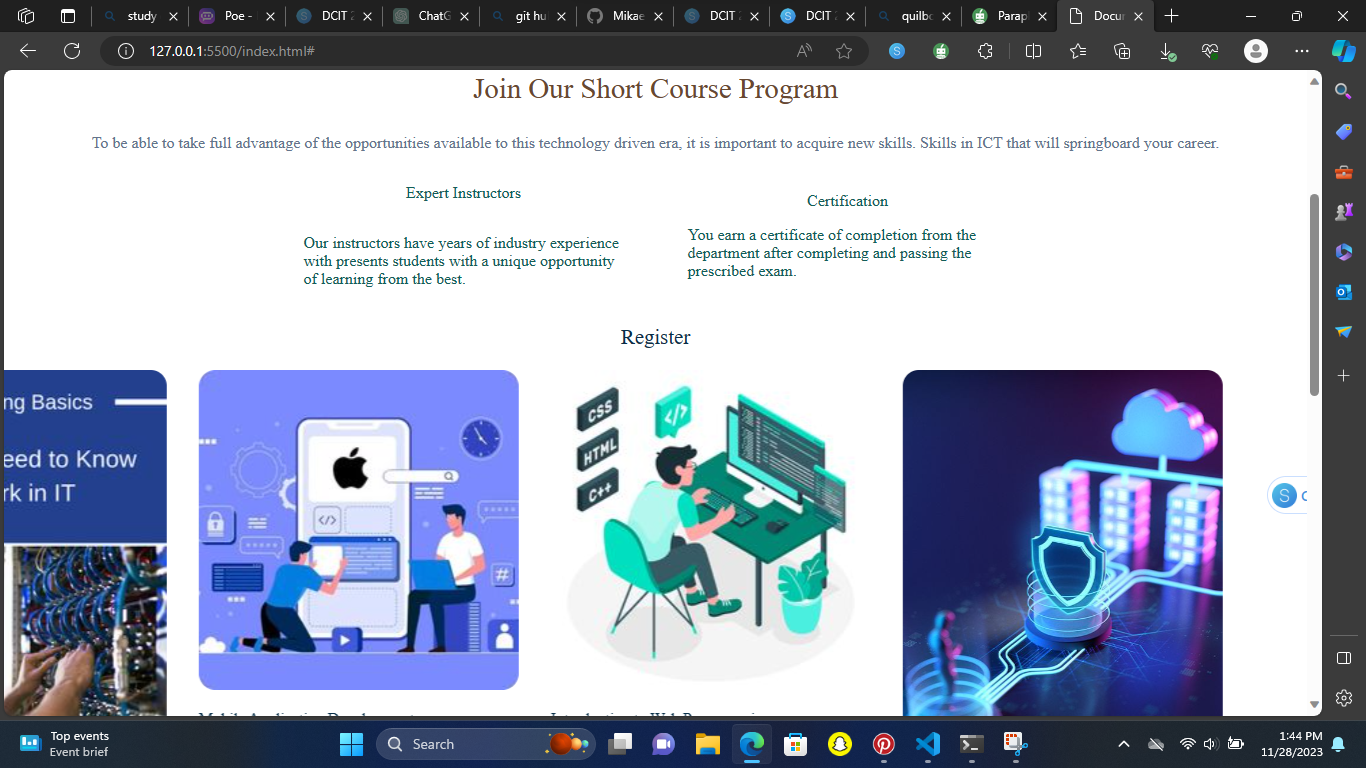 study
Poe -
DCIT 2
ChatG
git hu
Mikae
DCIT
DCIT
quilbo
Parap
Docur
127.0.0.1:5500/index.html#
Join Our Short Course Program
To be able to take full advantage of the opportunities available to this technology driven era, it is important to acquire new skills. Skills in ICT that will springboard your career.
Expert Instructors
Certification
Our instructors have years of industry experience
with presents students with a unique opportunity
of learning from the best.
You earn a certificate of completion from the
department after completing and passing the
prescribed exam.
Register
ng Basics
eed to Know
rk in IT
CSS
HTML
C++
Top events
Event brief
Search
1:44 PM
11/28/2023